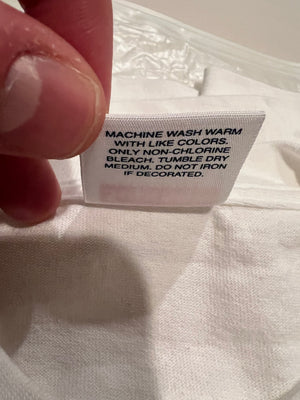 MACHINE WASH WARM
WITH LIKE COLORS.
ONLY NON-CHLORINE
BLEACH. TUMBLE DRY
MEDIUM. DO NOT IRON
IF DECORATED.